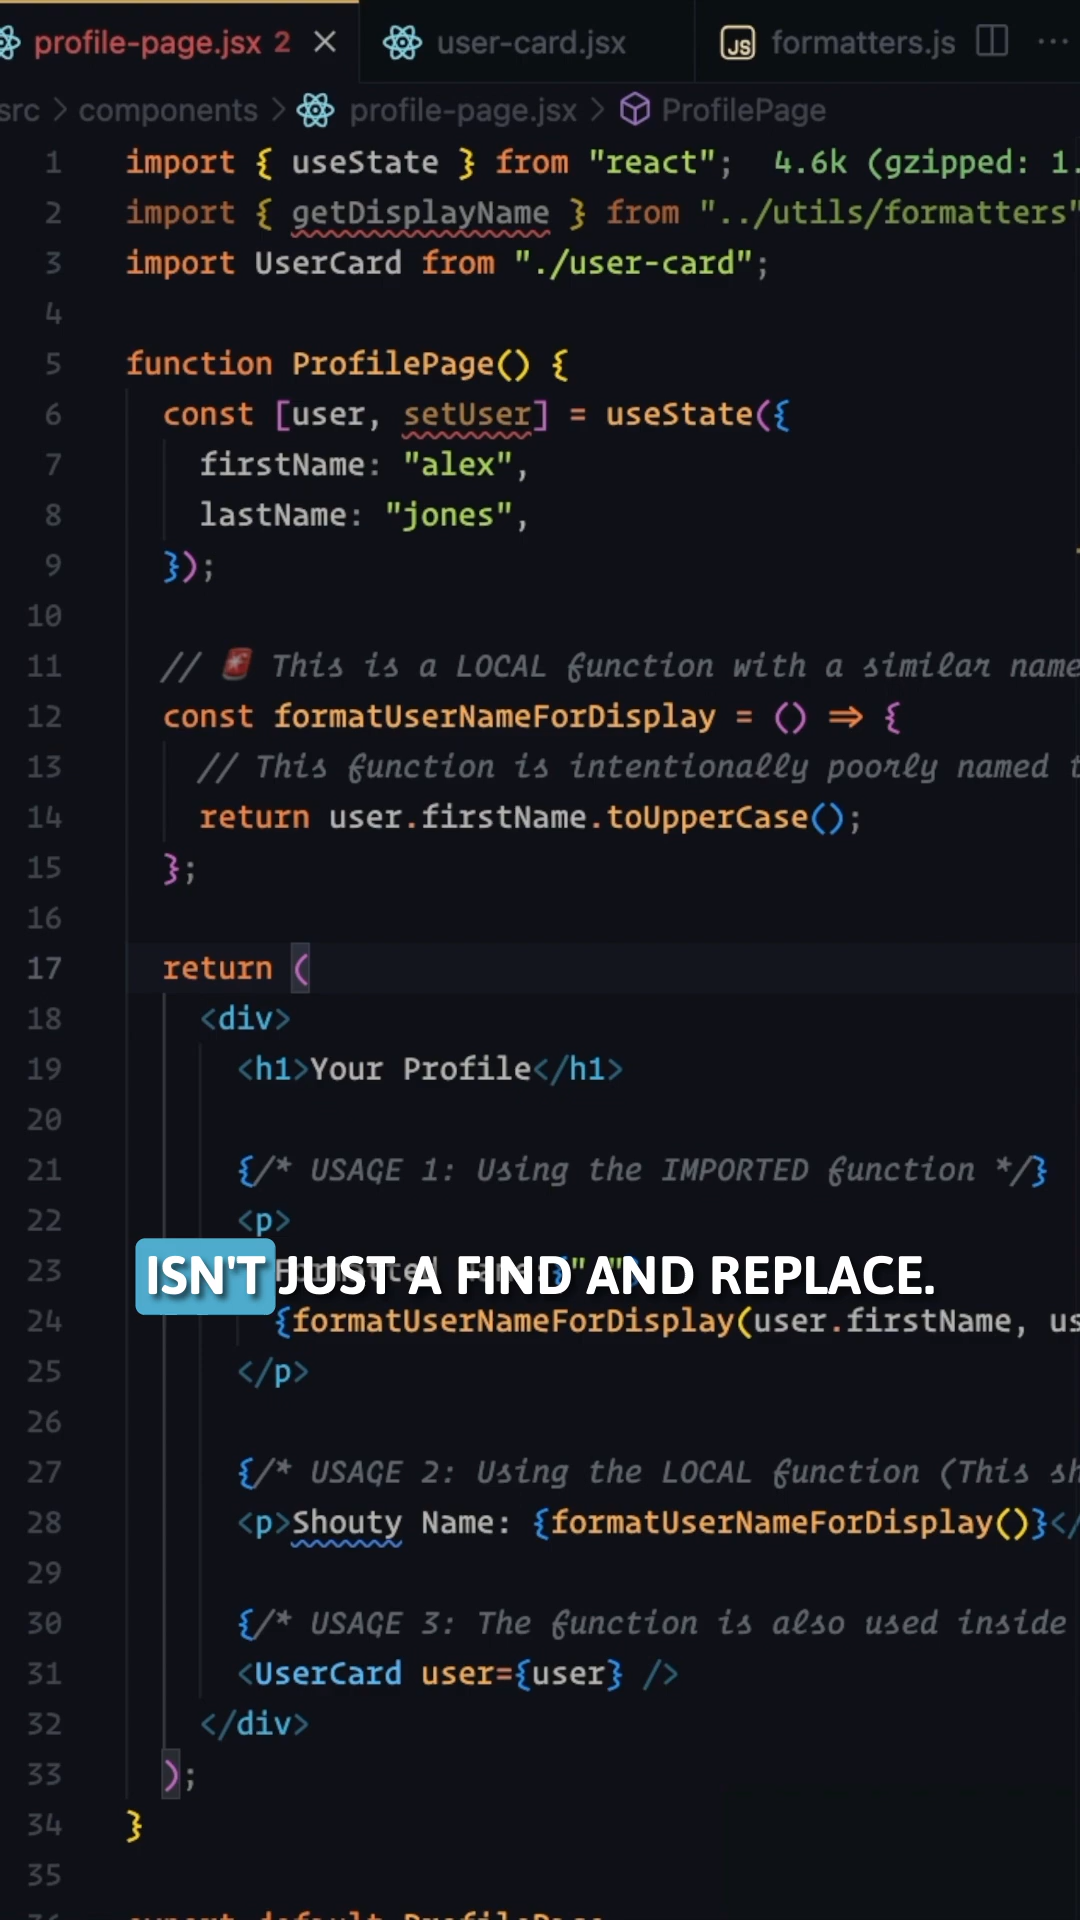 profile-page.jsx 2 × user-card.jsx JS formatters.js ...
src > components > profile-page.jsx > ProfilePage
1 import { useState } from "react"; 4.6k (gzipped: 1.
2 import { getDisplayName } from "../utils/formatters"
3 import UserCard from "./user-card";
4
5 function ProfilePage() {
6 const [user, setUser] = useState({
7 firstName: "alex",
8 lastName: "jones",
9 });
10
11 // 🚨 This is a LOCAL function with a similar name
12 const formatUserNameForDisplay = () => {
13 // This function is intentionally poorly named t
14 return user.firstName.toUpperCase();
15 };
16
17 return (
18 <div>
19 <h1>Your Profile</h1>
20
21 {/* USAGE 1: Using the IMPORTED function */}
22 <p>
23
ISN'T JUST A FIND AND REPLACE.
24 {formatUserNameForDisplay(user.firstName, us
25 </p>
26
27 {/* USAGE 2: Using the LOCAL function (This sh
28 <p>Shouty Name: {formatUserNameForDisplay()}</
29
30 {/* USAGE 3: The function is also used inside
31 <UserCard user={user} />
32 </div>
33 );
34 }
35
export default ProfilePage